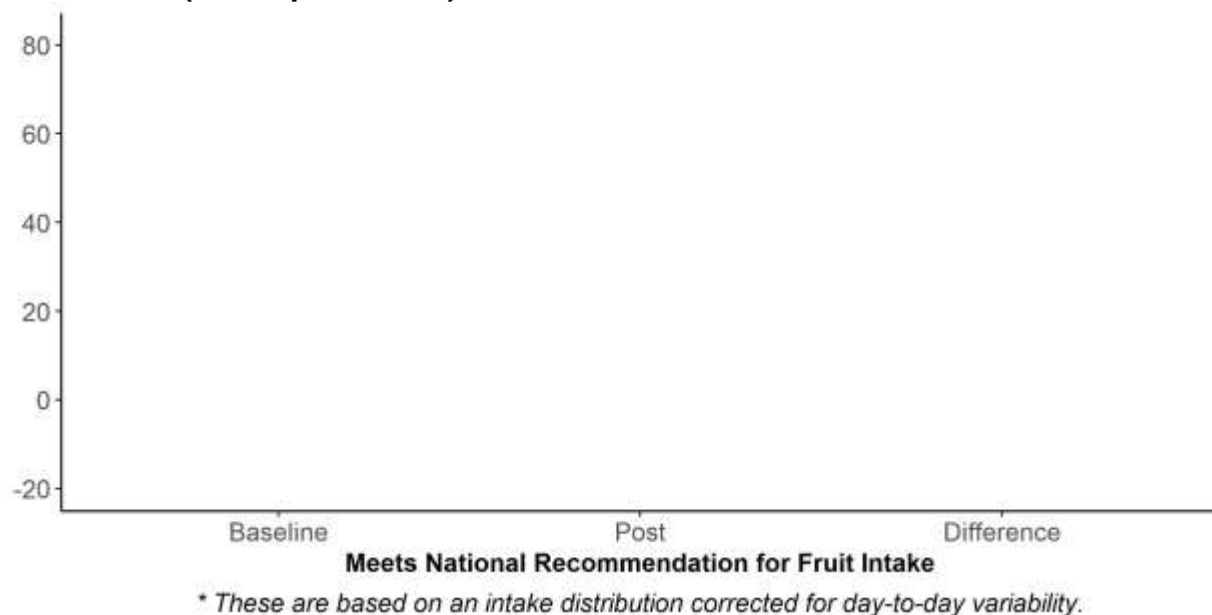 80
60
40
20
0
-20
Baseline Post Difference
Meets National Recommendation for Fruit Intake
* These are based on an intake distribution corrected for day-to-day variability.